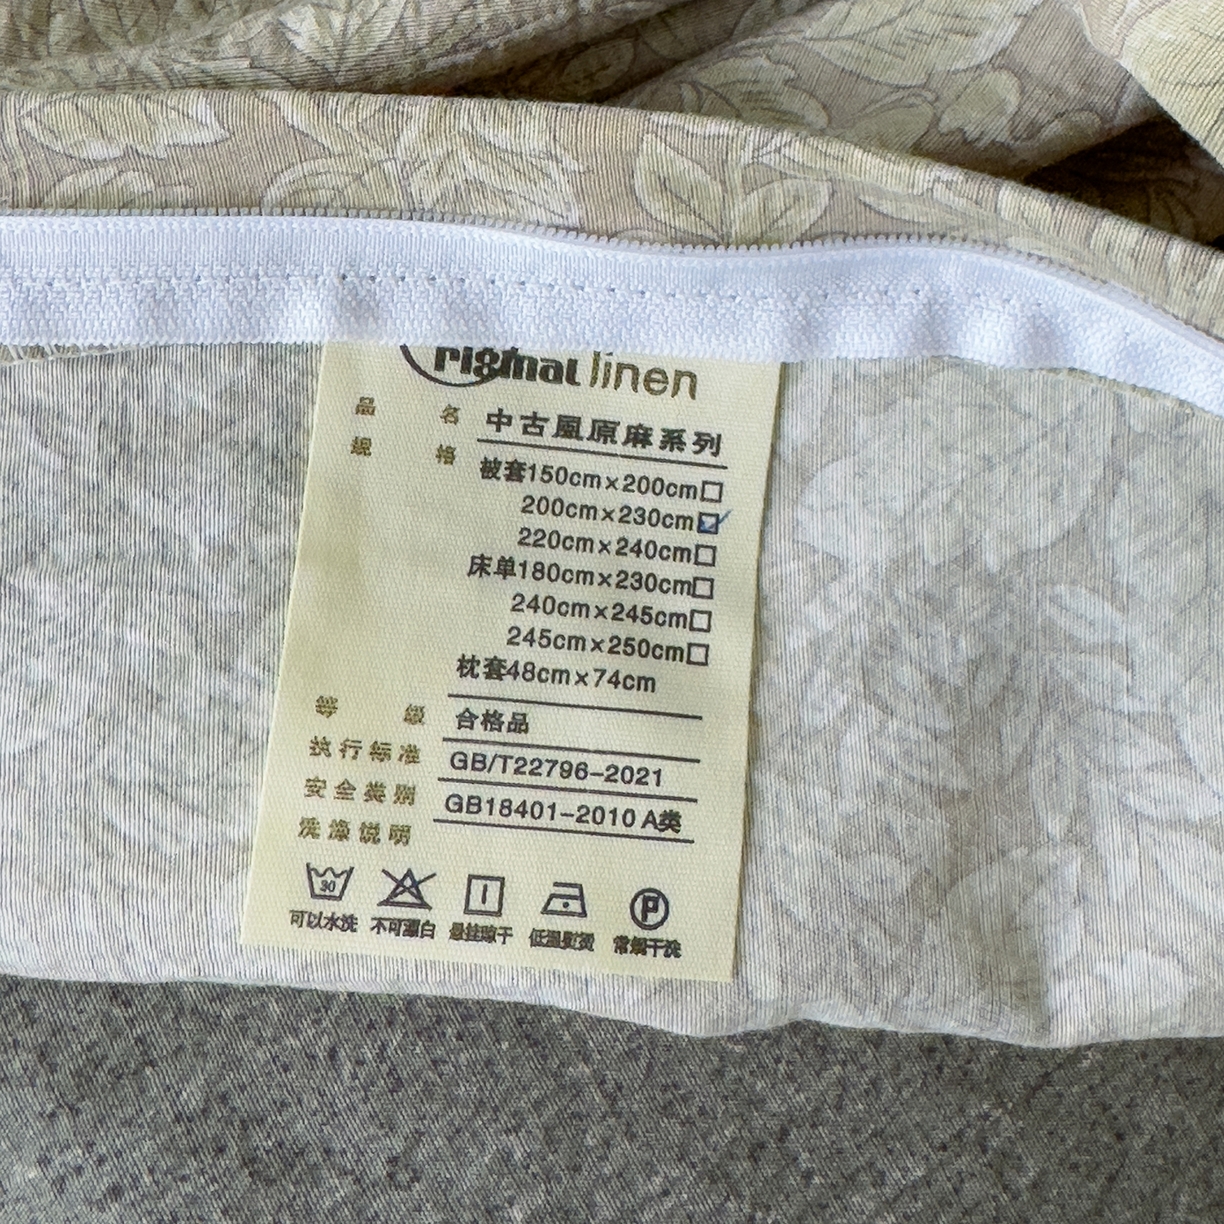 Original linen
品 名 中古風原麻系列
规 格 被套150cm×200cm□
200cm×230cm☑
220cm×240cm□
床单180cm×230cm□
240cm×245cm□
245cm×250cm□
枕套48cm×74cm
等 级 合格品
执行标准 GB/T22796-2021
安全类别 GB18401-2010 A类
洗涤说明
30
可以水洗 不可漂白 悬挂晾干 低温熨烫 常规干洗
P